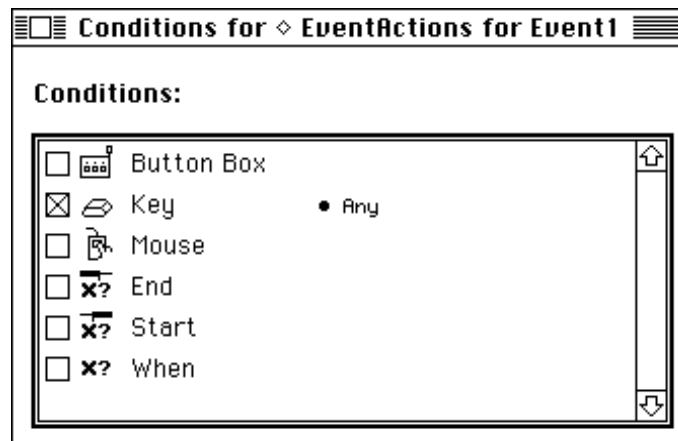 Conditions for ◇ EventActions for Event1
Conditions:
Button Box
Key • Any
Mouse
x? End
x? Start
x? When